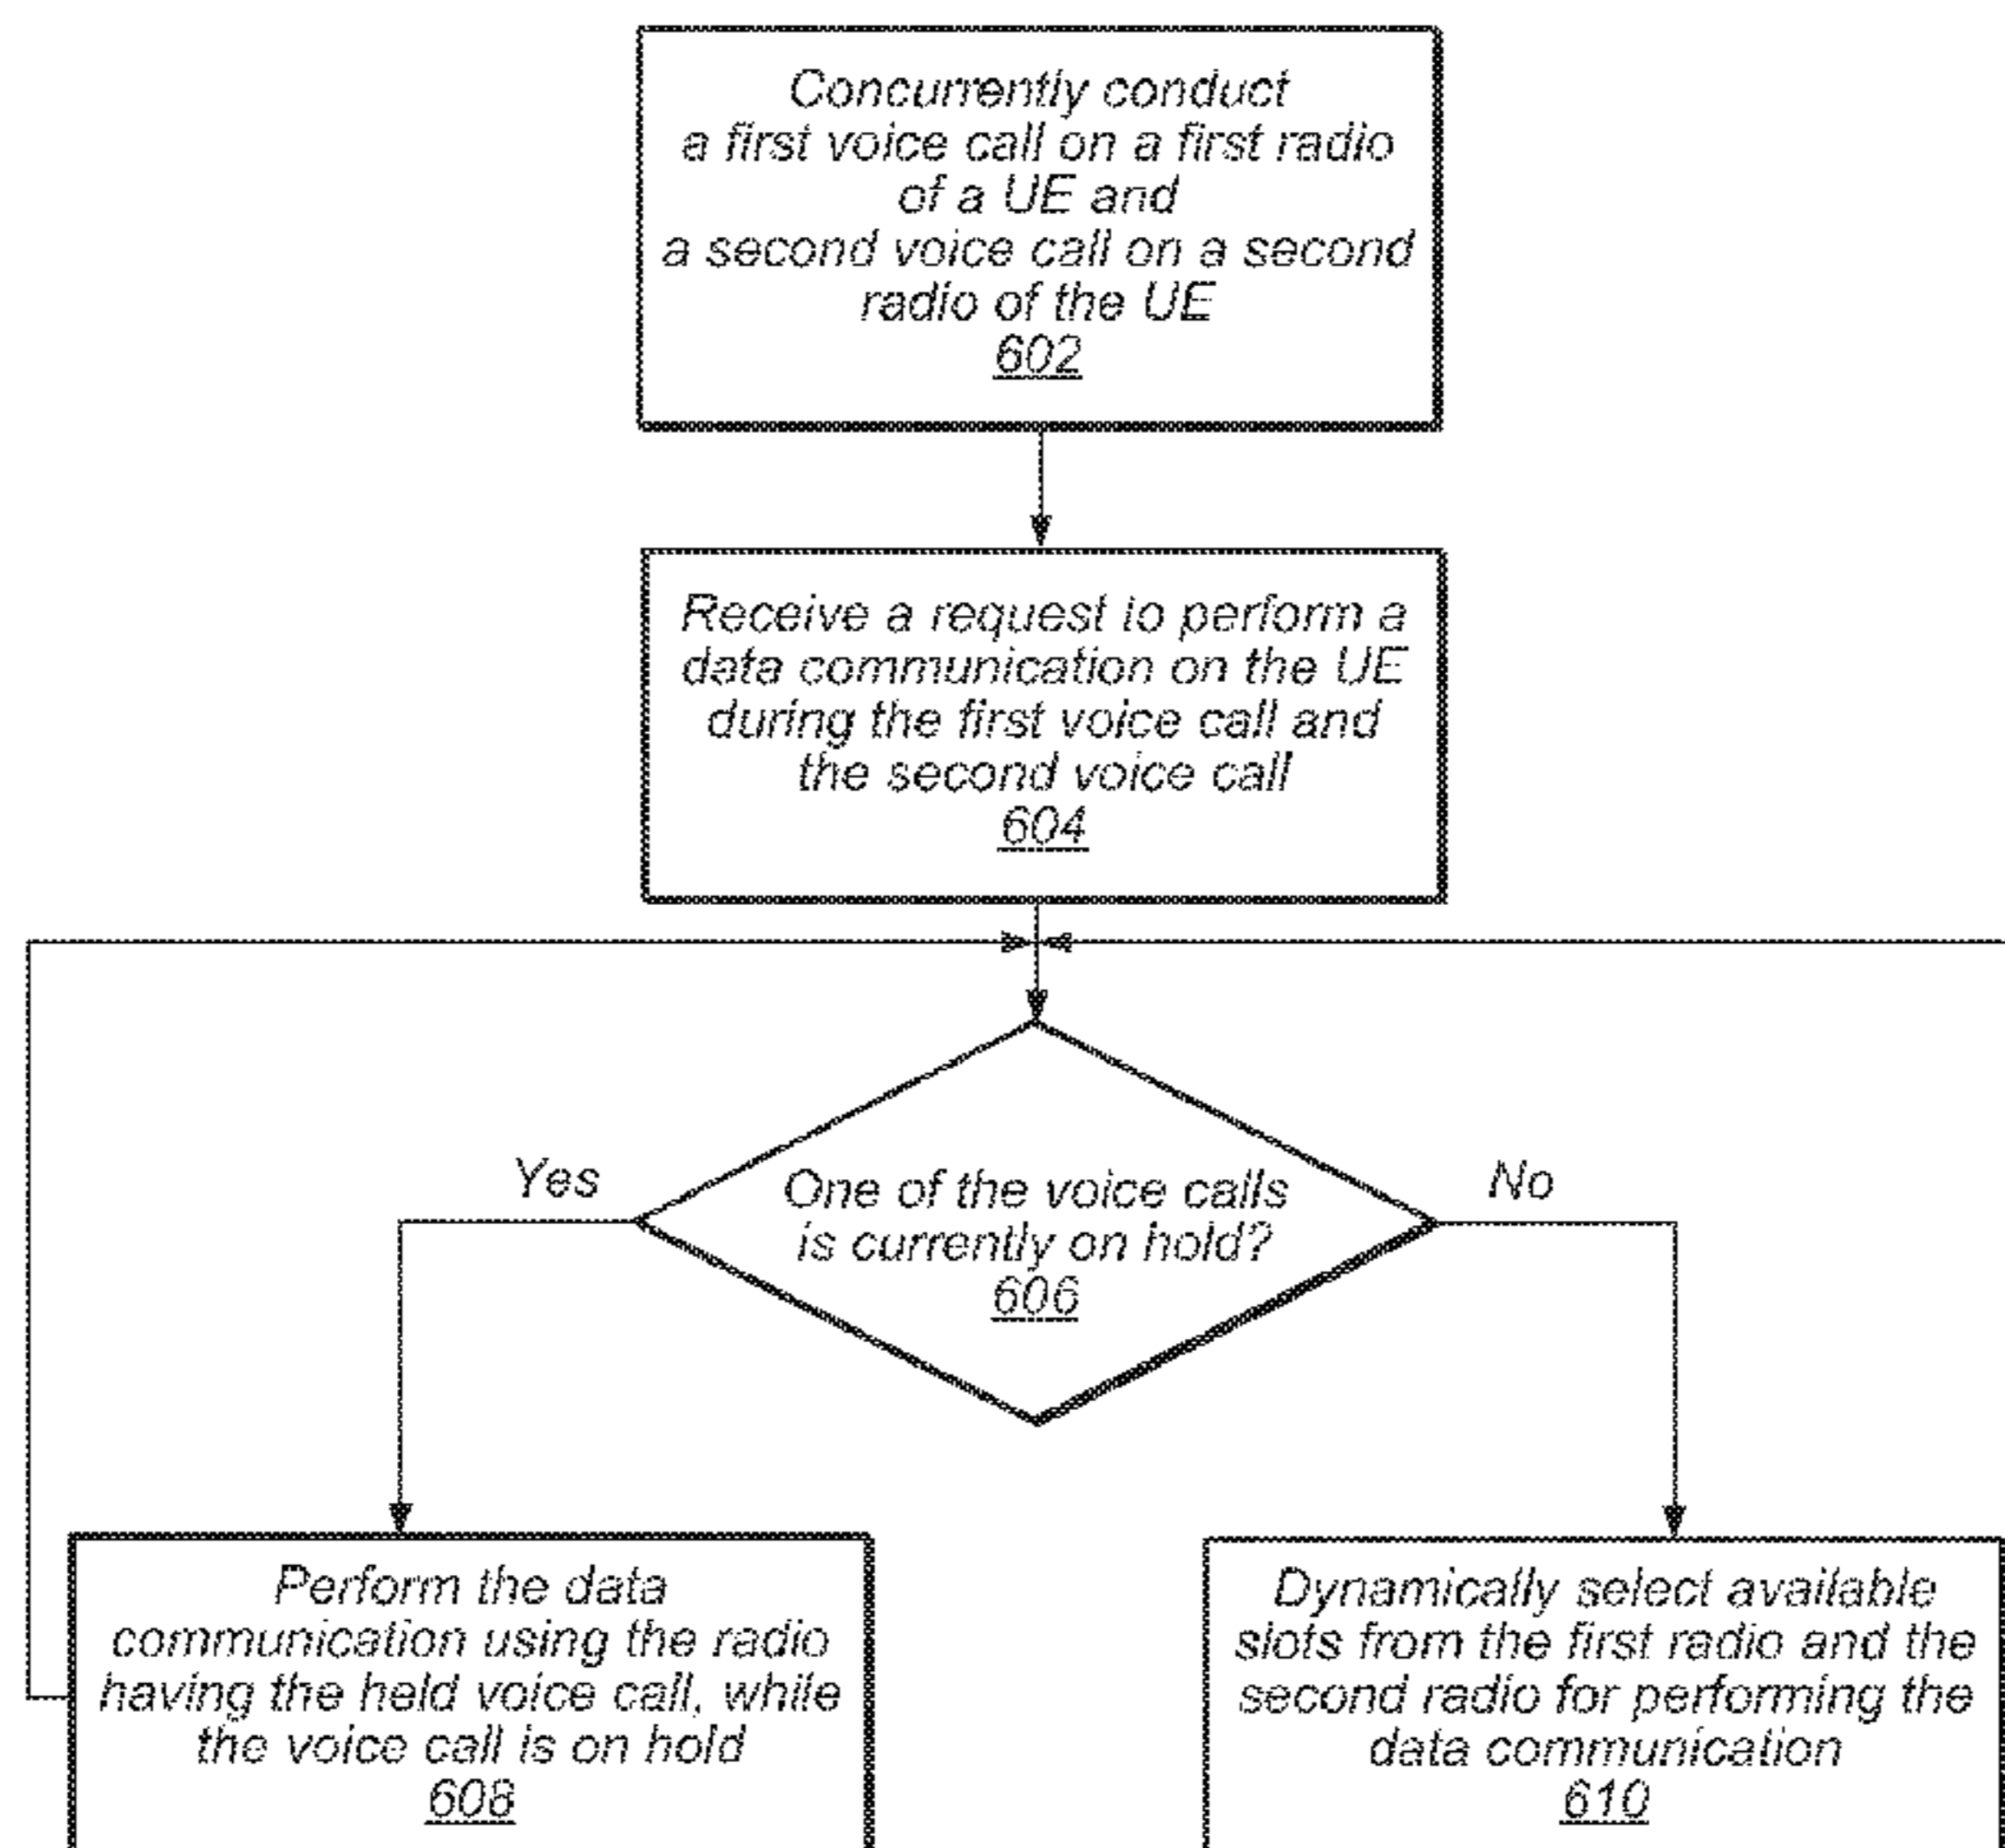 Concurrently conduct
a first voice call on a first radio
of a UE and
a second voice call on a second
radio of the UE
602
Receive a request to perform a
data communication on the UE
during the first voice call and
the second voice call
604
Yes
No
One of the voice calls
is currently on hold?
606
Perform the data
communication using the radio
having the held voice call, while
the voice call is on hold
608
Dynamically select available
slots from the first radio and the
second radio for performing the
data communication
610